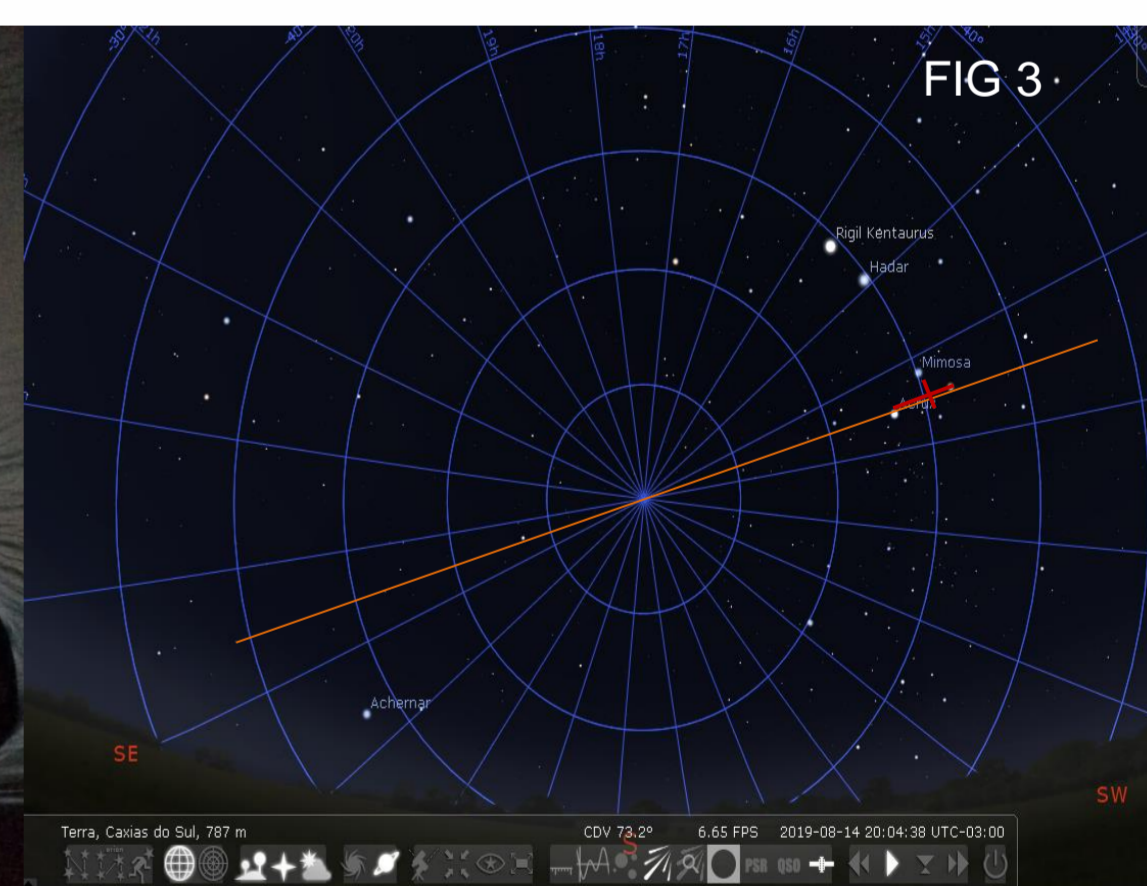 -30°
21h
-40°
20h
19h
18h
17h
16h
15h
-40°
FIG 3
Rigil Kentaurus
Hadar
Mimosa
Achernar
SE
SW
Terra, Caxias do Sul, 787 m
CDV 73.2°
6.65 FPS
2019-08-14 20:04:38 UTC-03:00
S
PSR
QSO